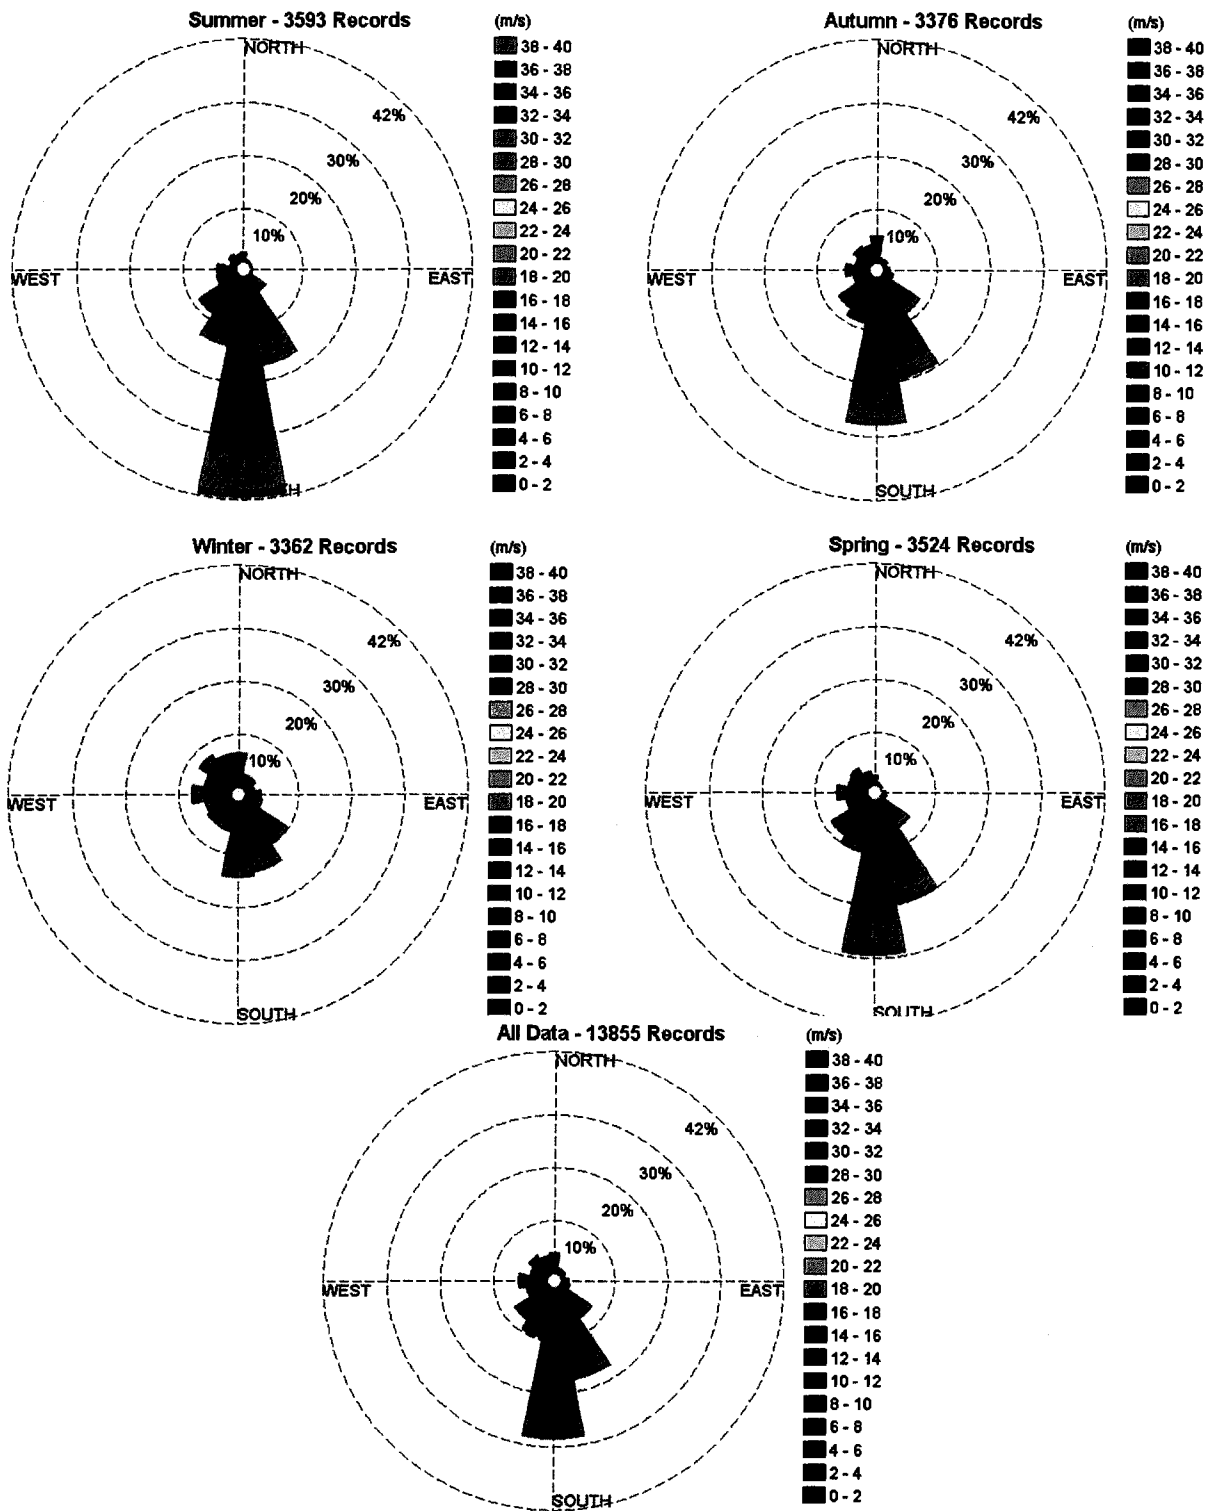 Summer - 3593 Records
(m/s)
NORTH
42%
30%
20%
10%
WEST
EAST
38 - 40
36 - 38
34 - 36
32 - 34
30 - 32
28 - 30
26 - 28
24 - 26
22 - 24
20 - 22
18 - 20
16 - 18
14 - 16
12 - 14
10 - 12
8 - 10
6 - 8
4 - 6
2 - 4
0 - 2
Autumn - 3376 Records
(m/s)
NORTH
42%
30%
20%
10%
WEST
EAST
SOUTH
38 - 40
36 - 38
34 - 36
32 - 34
30 - 32
28 - 30
26 - 28
24 - 26
22 - 24
20 - 22
18 - 20
16 - 18
14 - 16
12 - 14
10 - 12
8 - 10
6 - 8
4 - 6
2 - 4
0 - 2
Winter - 3362 Records
(m/s)
NORTH
42%
30%
20%
10%
WEST
EAST
SOUTH
38 - 40
36 - 38
34 - 36
32 - 34
30 - 32
28 - 30
26 - 28
24 - 26
22 - 24
20 - 22
18 - 20
16 - 18
14 - 16
12 - 14
10 - 12
8 - 10
6 - 8
4 - 6
2 - 4
0 - 2
Spring - 3524 Records
(m/s)
NORTH
42%
30%
20%
10%
WEST
EAST
SOUTH
38 - 40
36 - 38
34 - 36
32 - 34
30 - 32
28 - 30
26 - 28
24 - 26
22 - 24
20 - 22
18 - 20
16 - 18
14 - 16
12 - 14
10 - 12
8 - 10
6 - 8
4 - 6
2 - 4
0 - 2
All Data - 13855 Records
(m/s)
NORTH
42%
30%
20%
10%
WEST
EAST
SOUTH
38 - 40
36 - 38
34 - 36
32 - 34
30 - 32
28 - 30
26 - 28
24 - 26
22 - 24
20 - 22
18 - 20
16 - 18
14 - 16
12 - 14
10 - 12
8 - 10
6 - 8
4 - 6
2 - 4
0 - 2